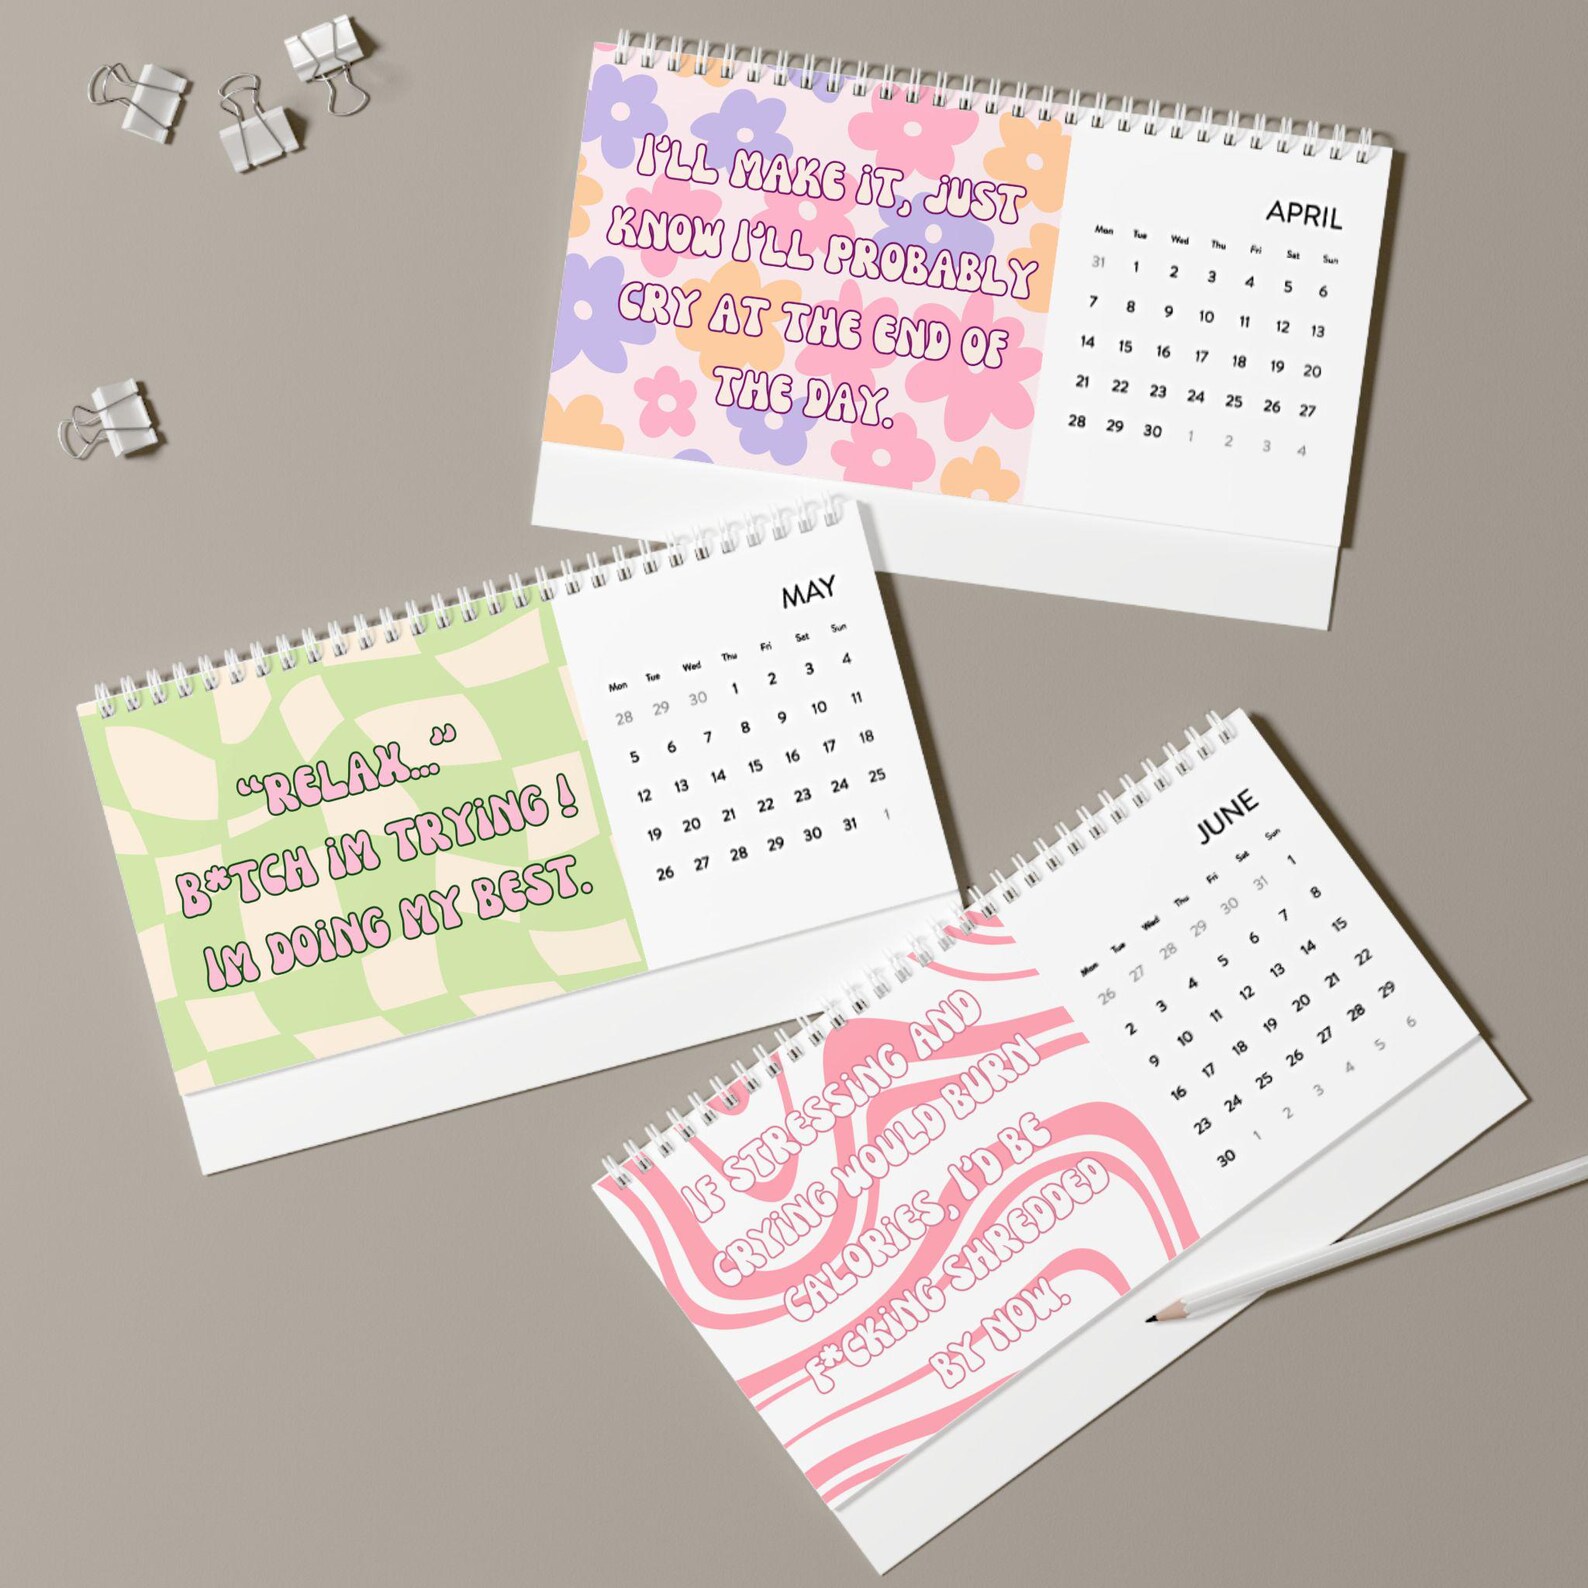 I'LL MAKE IT, JUST
KNOW I'LL PROBABLY
CRY AT THE END OF
THE DAY.
APRIL
Mon Tue Wed Thu Fri Sat Sun
31 1 2 3 4 5 6
7 8 9 10 11 12 13
14 15 16 17 18 19 20
21 22 23 24 25 26 27
28 29 30 1 2 3 4
"RELAX..."
B*TCH IM TRYING !
IM DOING MY BEST.
MAY
Mon Tue Wed Thu Fri Sat Sun
28 29 30 1 2 3 4
5 6 7 8 9 10 11
12 13 14 15 16 17 18
19 20 21 22 23 24 25
26 27 28 29 30 31 1
IF STRESSING AND
CRYING WOULD BURN
CALORIES, I'D BE
F*CKING SHREDDED
BY NOW.
JUNE
Mon Tue Wed Thu Fri Sat Sun
26 27 28 29 30 31 1
2 3 4 5 6 7 8
9 10 11 12 13 14 15
16 17 18 19 20 21 22
23 24 25 26 27 28 29
30 1 2 3 4 5 6